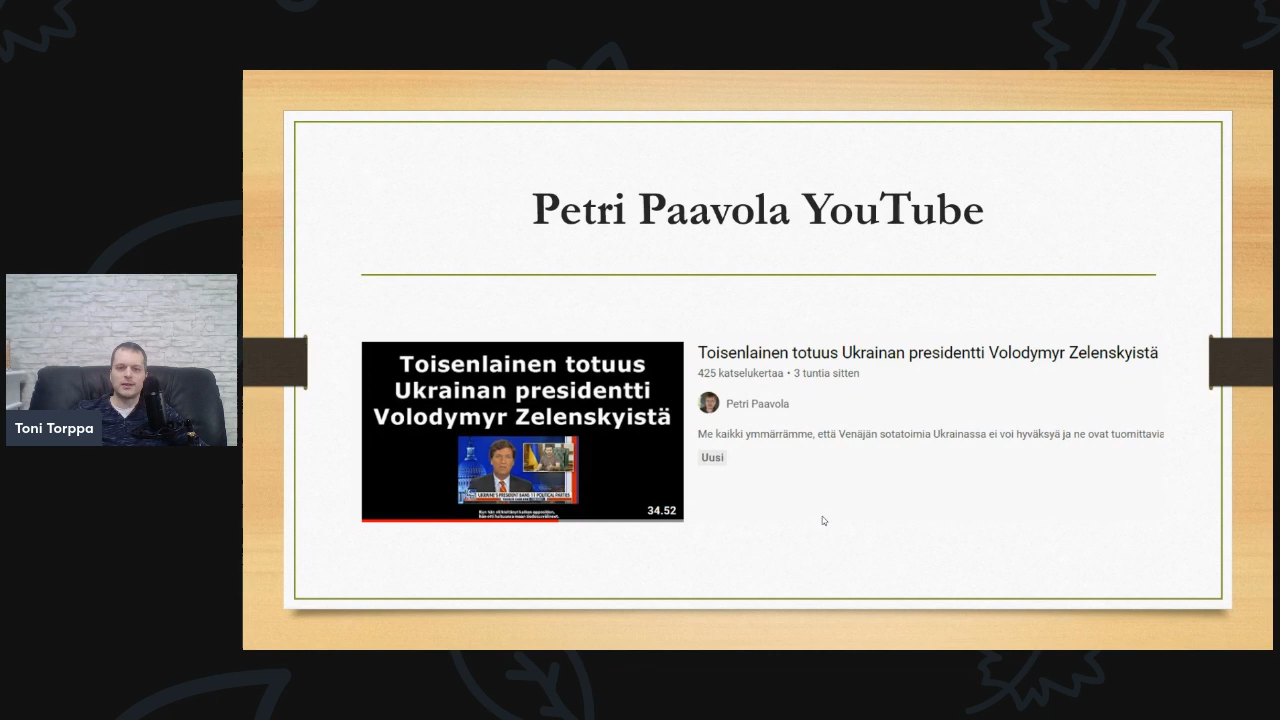 Petri Paavola YouTube
Toisenlainen totuus
Ukrainan presidentti
Volodymyr Zelenskyistä
UKRAINE'S PRESIDENT BANS 11 POLITICAL PARTIES
34.52
Toisenlainen totuus Ukrainan presidentti Volodymyr Zelenskyistä
425 katselukertaa • 3 tuntia sitten
Petri Paavola
Me kaikki ymmärrämme, että Venäjän sotatoimia Ukrainassa ei voi hyväksyä ja ne ovat tuomittavia
Uusi
Toni Torppa